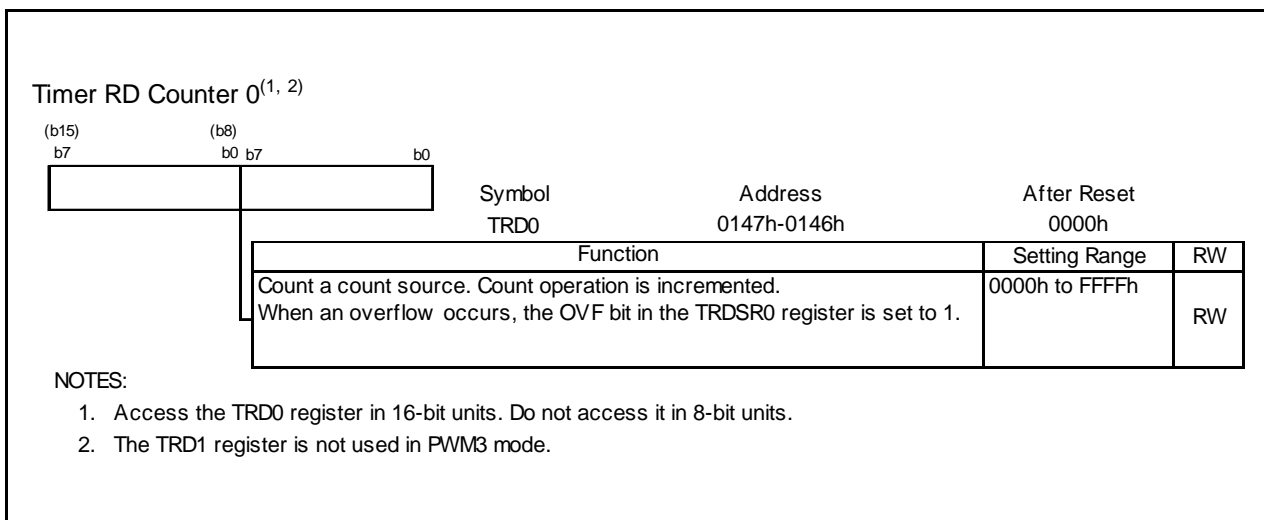 Timer RD Counter 0(1, 2)
(b15) (b8)
b7 b0 b7 b0
Symbol Address After Reset
TRD0 0147h-0146h 0000h
Function Setting Range RW
Count a count source. Count operation is incremented. 0000h to FFFFh
When an overflow occurs, the OVF bit in the TRDSR0 register is set to 1. RW
NOTES:
1. Access the TRD0 register in 16-bit units. Do not access it in 8-bit units.
2. The TRD1 register is not used in PWM3 mode.